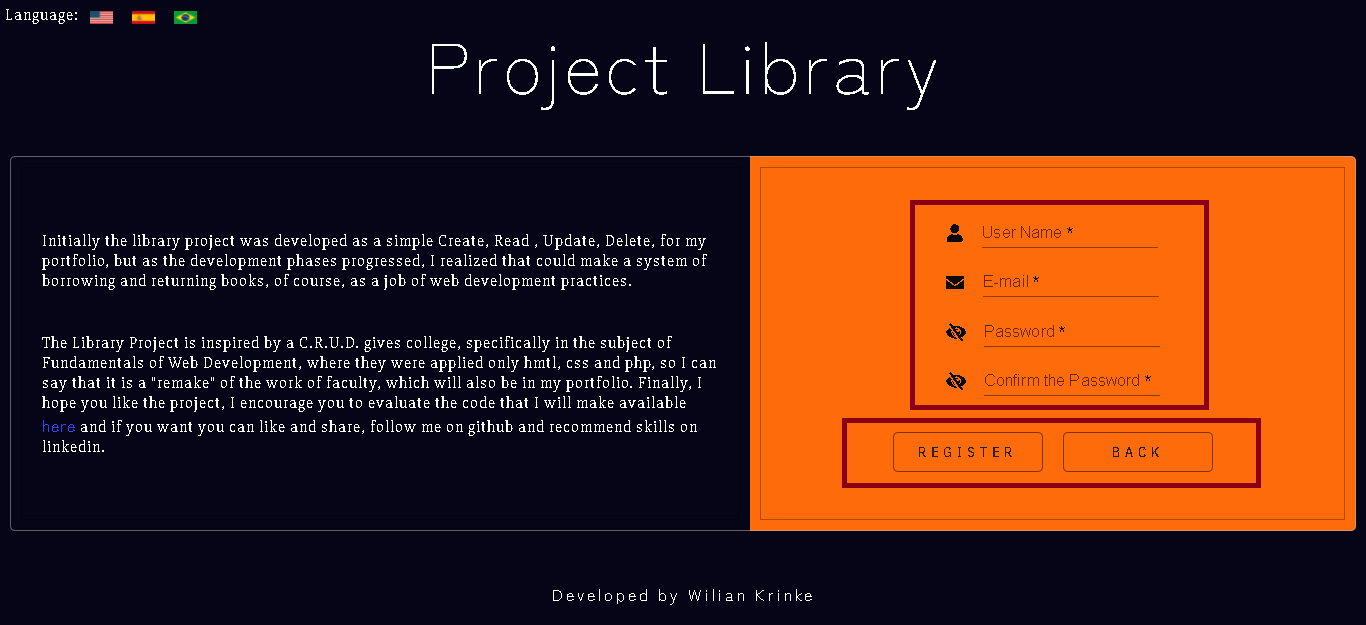 Language:
Project Library
Initially the library project was developed as a simple Create, Read , Update, Delete, for my
portfolio, but as the development phases progressed, I realized that could make a system of
borrowing and returning books, of course, as a job of web development practices.
The Library Project is inspired by a C.R.U.D. gives college, specifically in the subject of
Fundamentals of Web Development, where they were applied only hmtl, css and php, so I can
say that it is a "remake" of the work of faculty, which will also be in my portfolio. Finally, I
hope you like the project, I encourage you to evaluate the code that I will make available
here and if you want you can like and share, follow me on github and recommend skills on
linkedin.
User Name *
E-mail *
Password *
Confirm the Password *
REGISTER BACK
Developed by Wilian Krinke